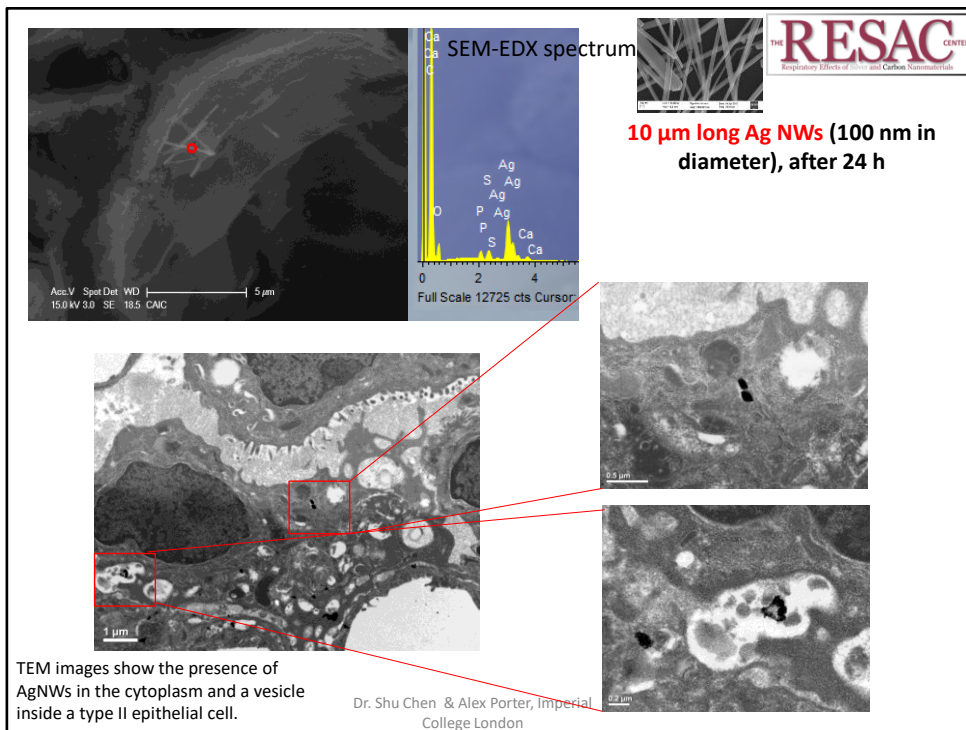 SEM-EDX spectrum
THE RESAC CENTER
Respiratory Effects of Silver and Carbon Nanomaterials
10 µm long Ag NWs (100 nm in
diameter), after 24 h
Ca
Ca
C
O
Ag
S
Ag
Ag
P
Ag
P
S
Ca
Ca
0 2 4
Full Scale 12725 cts Cursor:
Acc.V Spot Det WD 5 µm
15.0 kV 3.0 SE 18.5 CAIC
0.5 µm
1 µm
0.2 µm
TEM images show the presence of
AgNWs in the cytoplasm and a vesicle
inside a type II epithelial cell.
Dr. Shu Chen & Alex Porter, Imperial
College London